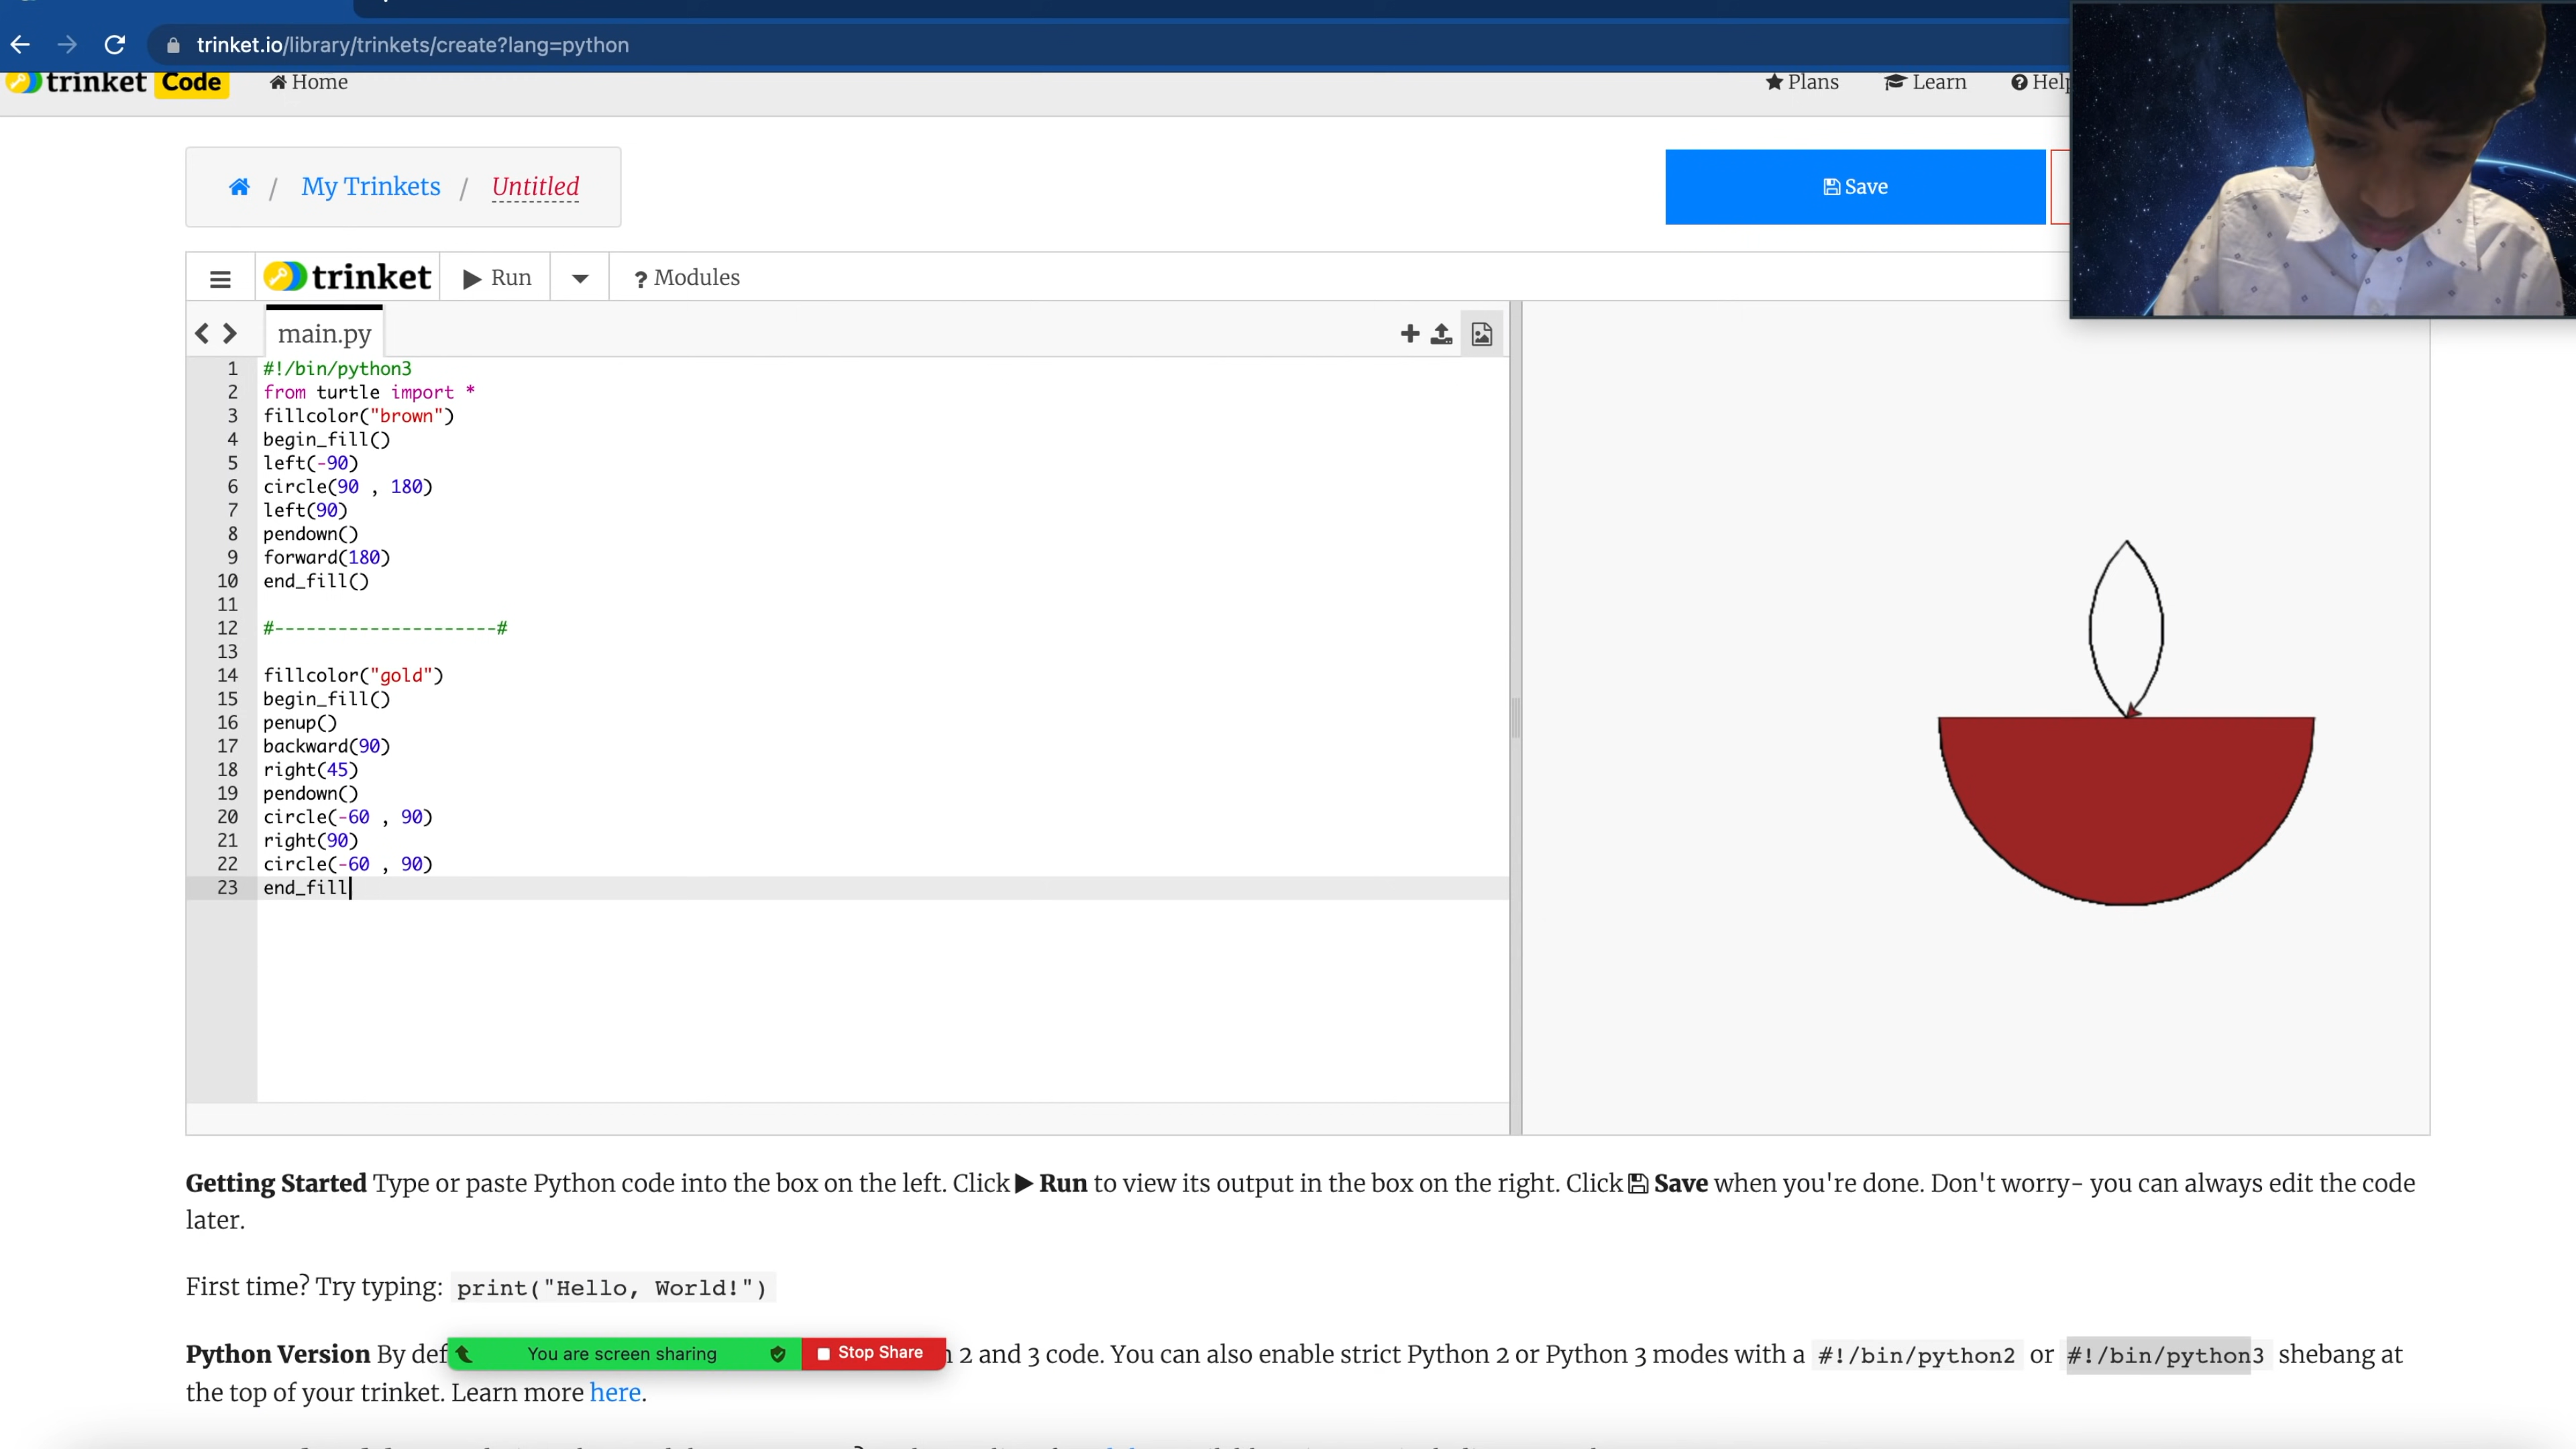 trinket.io/library/trinkets/create?lang=python
trinket Code Home Plans Learn Help
/ My Trinkets / Untitled
Save
trinket Run ? Modules
main.py
1 #!/bin/python3
2 from turtle import *
3 fillcolor("brown")
4 begin_fill()
5 left(-90)
6 circle(90 , 180)
7 left(90)
8 pendown()
9 forward(180)
10 end_fill()
11
12 #---------------------#
13
14 fillcolor("gold")
15 begin_fill()
16 penup()
17 backward(90)
18 right(45)
19 pendown()
20 circle(-60 , 90)
21 right(90)
22 circle(-60 , 90)
23 end_fill
Getting Started Type or paste Python code into the box on the left. Click Run to view its output in the box on the right. Click Save when you're done. Don't worry- you can always edit the code
later.
First time? Try typing: print("Hello, World!")
Python Version By def You are screen sharing Stop Share 2 and 3 code. You can also enable strict Python 2 or Python 3 modes with a #!/bin/python2 or #!/bin/python3 shebang at
the top of your trinket. Learn more here.